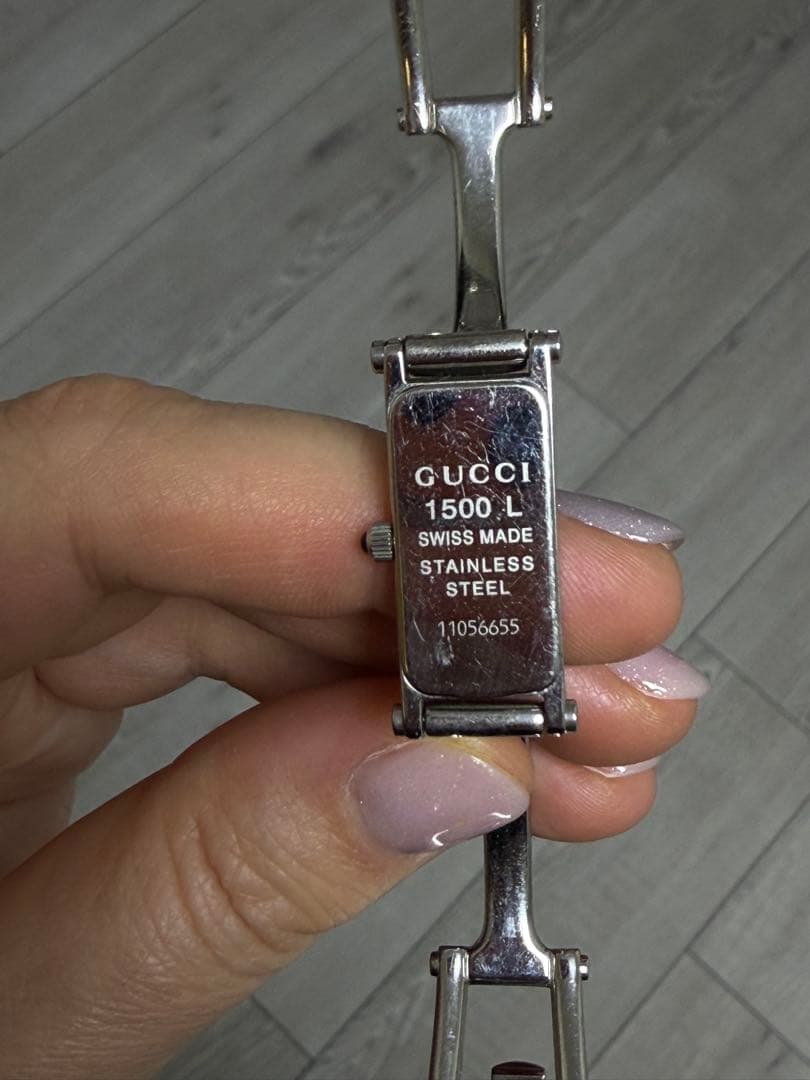 GUCCI
1500 L
SWISS MADE
STAINLESS
STEEL
11056655